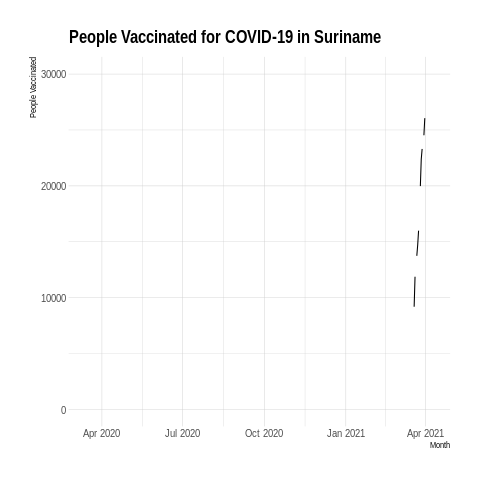 People Vaccinated for COVID-19 in Suriname
People Vaccinated
30000
20000
10000
0
Apr 2020 Jul 2020 Oct 2020 Jan 2021 Apr 2021
Month